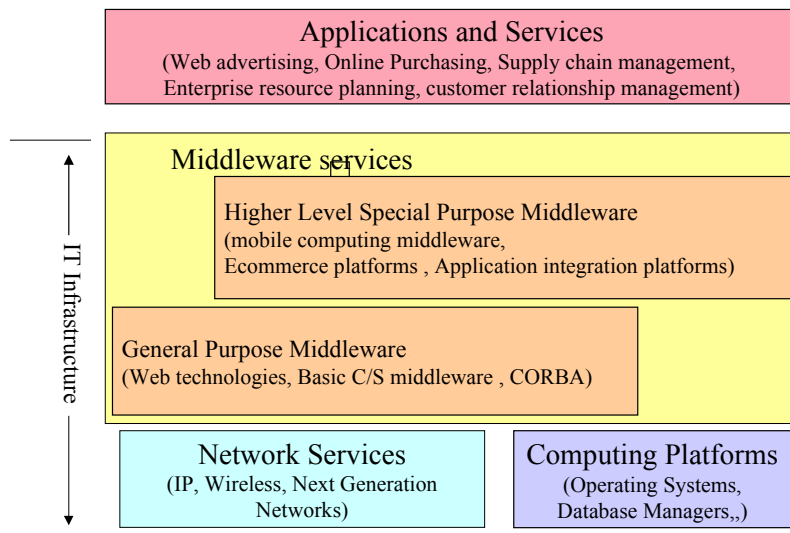 Applications and Services
(Web advertising, Online Purchasing, Supply chain management,
Enterprise resource planning, customer relationship management)
Middleware services
Higher Level Special Purpose Middleware
(mobile computing middleware,
Ecommerce platforms , Application integration platforms)
IT Infrastructure
General Purpose Middleware
(Web technologies, Basic C/S middleware , CORBA)
Network Services
(IP, Wireless, Next Generation
Networks)
Computing Platforms
(Operating Systems,
Database Managers,,)